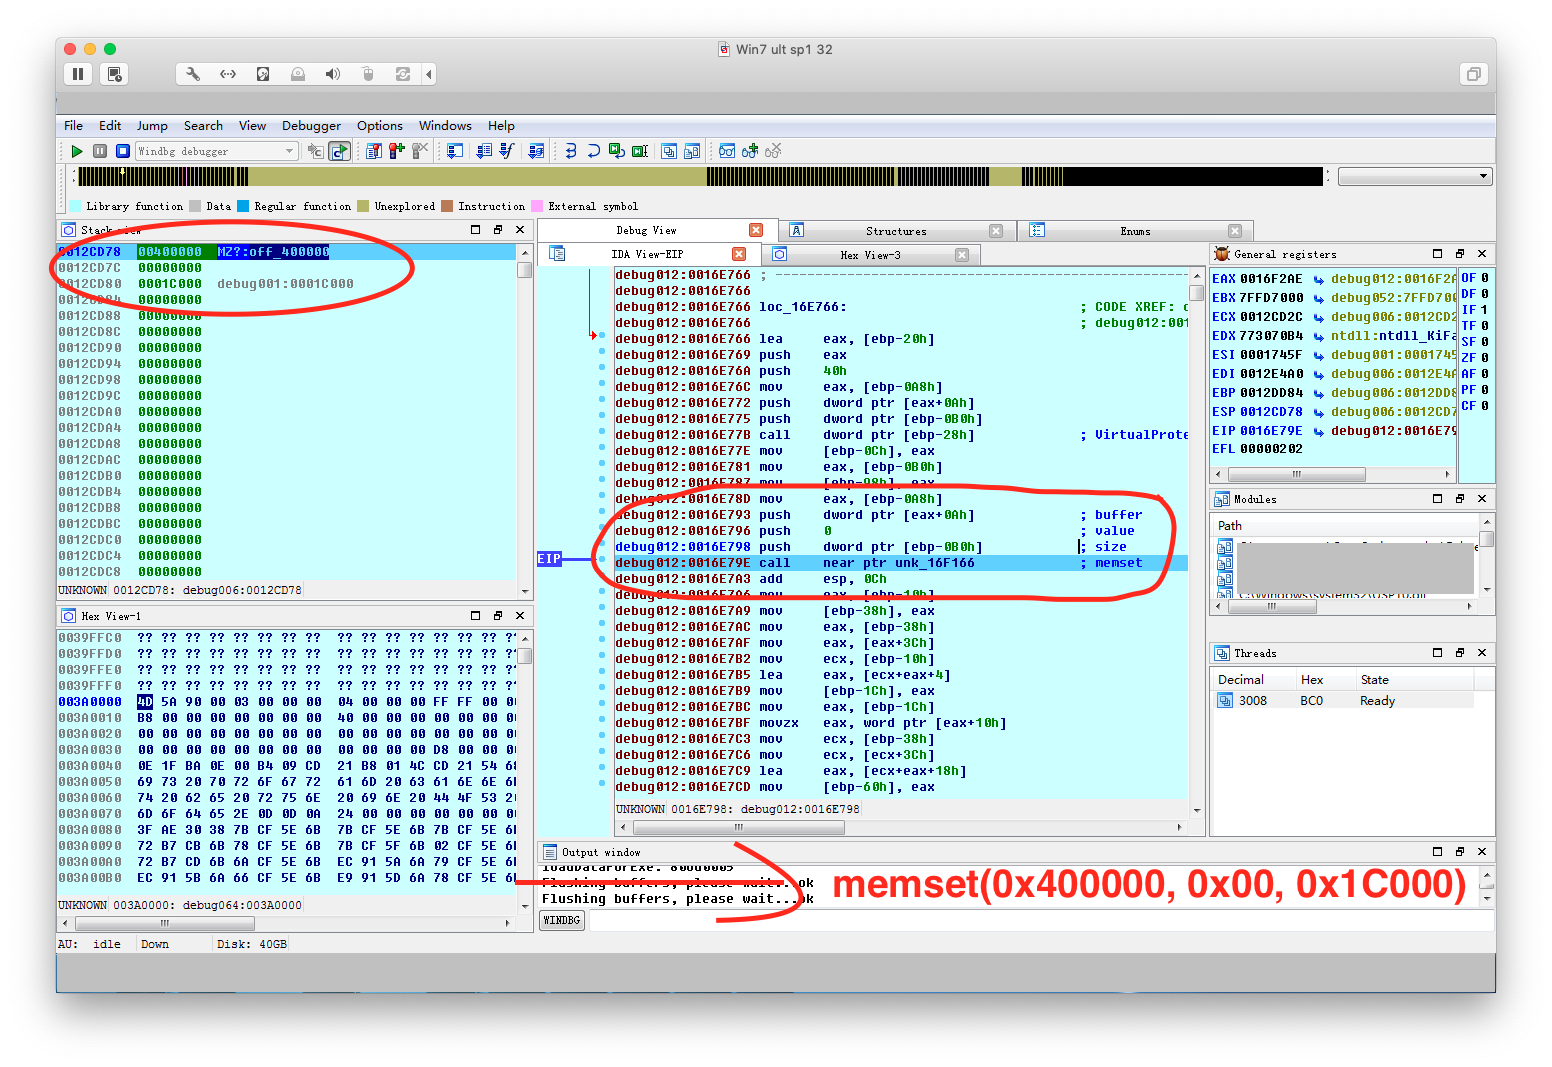 Win7 ult sp1 32
File Edit Jump Search View Debugger Options Windows Help
Windbg debugger
Library function Data Regular function Unexplored Instruction External symbol
Stack view
0012CD78 00400000 MZ?:off_400000
0012CD7C 00000000
0012CD80 0001C000 debug001:0001C000
0012CD84 00000000
0012CD88 00000000
0012CD8C 00000000
0012CD90 00000000
0012CD94 00000000
0012CD98 00000000
0012CD9C 00000000
0012CDA0 00000000
0012CDA4 00000000
0012CDA8 00000000
0012CDAC 00000000
0012CDB0 00000000
0012CDB4 00000000
0012CDB8 00000000
0012CDBC 00000000
0012CDC0 00000000
0012CDC4 00000000
0012CDC8 00000000
UNKNOWN 0012CD78: debug006:0012CD78
Hex View-1
0039FFC0 ?? ?? ?? ?? ?? ?? ?? ?? ?? ?? ?? ?? ?? ?? ?? ??
0039FFD0 ?? ?? ?? ?? ?? ?? ?? ?? ?? ?? ?? ?? ?? ?? ?? ??
0039FFE0 ?? ?? ?? ?? ?? ?? ?? ?? ?? ?? ?? ?? ?? ?? ?? ??
0039FFF0 ?? ?? ?? ?? ?? ?? ?? ?? ?? ?? ?? ?? ?? ?? ?? ??
003A0000 4D 5A 90 00 03 00 00 00 04 00 00 00 FF FF 00
003A0010 B8 00 00 00 00 00 00 00 40 00 00 00 00 00 00
003A0020 00 00 00 00 00 00 00 00 00 00 00 00 00 00 00
003A0030 00 00 00 00 00 00 00 00 00 00 00 00 D8 00 00
003A0040 0E 1F BA 0E 00 B4 09 CD 21 B8 01 4C CD 21 54
003A0050 69 73 20 70 72 6F 67 72 61 6D 20 63 61 6E 6E
003A0060 74 20 62 65 20 72 75 6E 20 69 6E 20 44 4F 53
003A0070 6D 6F 64 65 2E 0D 0D 0A 24 00 00 00 00 00 00
003A0080 3F AE 30 38 7B CF 5E 6B 7B CF 5E 6B 7B CF 5E
003A0090 72 B7 CB 6B 78 CF 5E 6B 7B CF 5F 6B 02 CF 5E
003A00A0 72 B7 CD 6B 6A CF 5E 6B EC 91 5A 6A 79 CF 5E
003A00B0 EC 91 5B 6A 66 CF 5E 6B E9 91 5D 6A 78 CF 5E
UNKNOWN 003A0000: debug064:003A0000
AU: idle Down Disk: 40GB
Debug View Structures Enums
IDA View-EIP Hex View-3
debug012:0016E766 ; ---------------------------------------------------------------------------
debug012:0016E766
debug012:0016E766 loc_16E766: ; CODE XREF:
debug012:0016E766 ; debug012:001
debug012:0016E766 lea eax, [ebp-20h]
debug012:0016E769 push eax
debug012:0016E76A push 40h
debug012:0016E76C mov eax, [ebp-0A8h]
debug012:0016E772 push dword ptr [eax+0Ah]
debug012:0016E775 push dword ptr [ebp-0B0h]
debug012:0016E77B call dword ptr [ebp-28h] ; VirtualProte
debug012:0016E77E mov [ebp-0Ch], eax
debug012:0016E781 mov eax, [ebp-0B0h]
debug012:0016E787 mov [ebp-98h], eax
debug012:0016E78D mov eax, [ebp-0A8h]
debug012:0016E793 push dword ptr [eax+0Ah] ; buffer
debug012:0016E796 push 0 ; value
debug012:0016E798 push dword ptr [ebp-0B0h] ; size
EIP debug012:0016E79E call near ptr unk_16F166 ; memset
debug012:0016E7A3 add esp, 0Ch
debug012:0016E7A6 mov eax, [ebp-10h]
debug012:0016E7A9 mov [ebp-38h], eax
debug012:0016E7AC mov eax, [ebp-38h]
debug012:0016E7AF mov eax, [eax+3Ch]
debug012:0016E7B2 mov ecx, [ebp-10h]
debug012:0016E7B5 lea eax, [ecx+eax+4]
debug012:0016E7B9 mov [ebp-1Ch], eax
debug012:0016E7BC mov eax, [ebp-1Ch]
debug012:0016E7BF movzx eax, word ptr [eax+10h]
debug012:0016E7C3 mov ecx, [ebp-38h]
debug012:0016E7C6 mov ecx, [ecx+3Ch]
debug012:0016E7C9 lea eax, [ecx+eax+18h]
debug012:0016E7CD mov [ebp-60h], eax
UNKNOWN 0016E798: debug012:0016E798
General registers
EAX 0016F2AE debug012:0016F2A
EBX 7FFD7000 debug052:7FFD700
ECX 0012CD2C debug006:0012CD2
EDX 773070B4 ntdll:ntdll_KiFa
ESI 0001745F debug001:0001745
EDI 0012E4A0 debug006:0012E4A
EBP 0012DD84 debug006:0012DD8
ESP 0012CD78 debug006:0012CD7
EIP 0016E79E debug012:0016E79
EFL 00000202
OF 0
DF 0
IF 1
TF 0
SF 0
ZF 0
AF 0
PF 0
CF 0
Modules
Path
Threads
Decimal Hex State
3008 BC0 Ready
Output window
Flushing buffers, please wait...ok
Flushing buffers, please wait...ok
WINDBG
memset(0x400000, 0x00, 0x1C000)